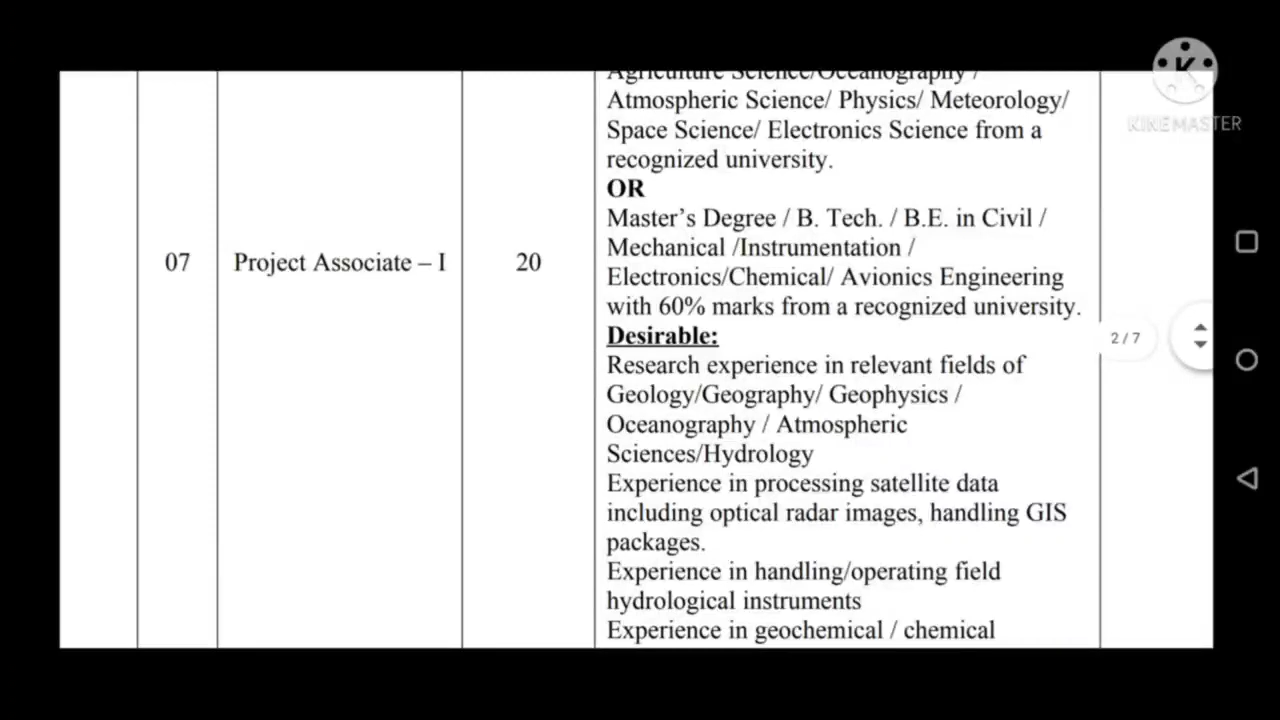 Agriculture Science/Oceanography /
Atmospheric Science/ Physics/ Meteorology/
Space Science/ Electronics Science from a
recognized university.
OR
Master's Degree / B. Tech. / B.E. in Civil /
Mechanical /Instrumentation /
Electronics/Chemical/ Avionics Engineering
with 60% marks from a recognized university.
Desirable:
Research experience in relevant fields of
Geology/Geography/ Geophysics /
Oceanography / Atmospheric
Sciences/Hydrology
Experience in processing satellite data
including optical radar images, handling GIS
packages.
Experience in handling/operating field
hydrological instruments
Experience in geochemical / chemical
07
Project Associate – I
20
2 / 7
K
KINEMASTER